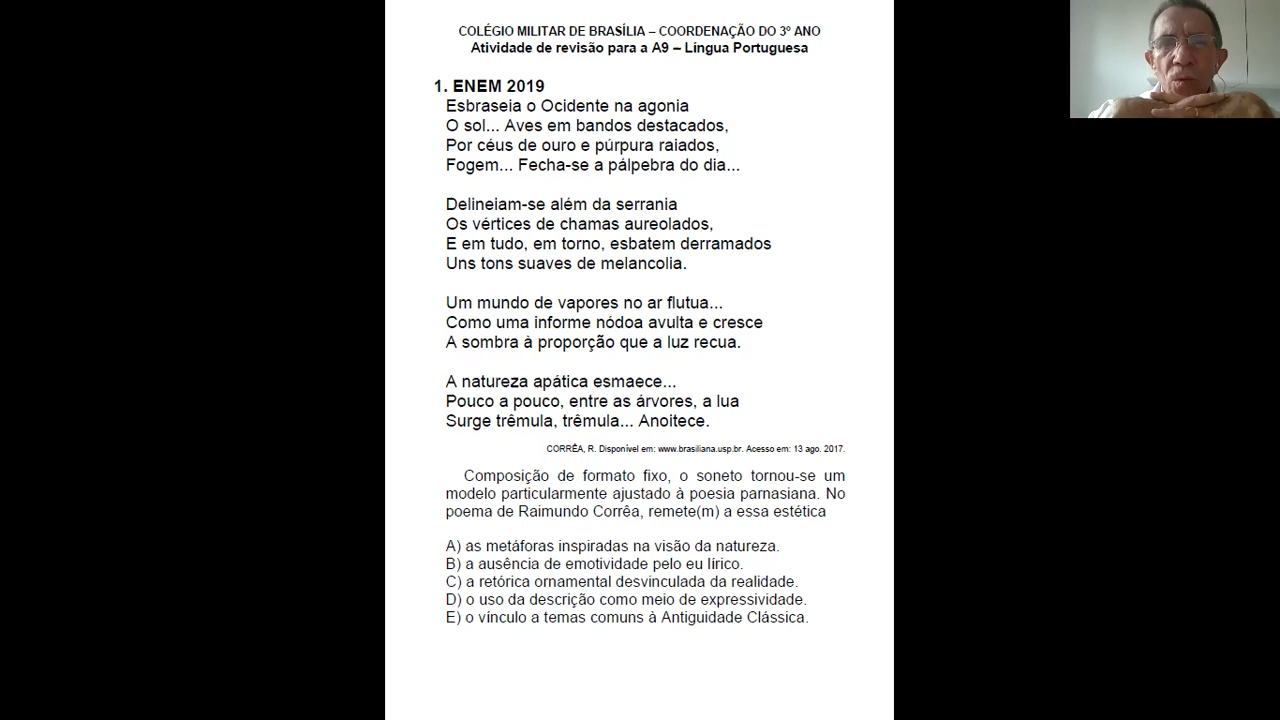 COLÉGIO MILITAR DE BRASÍLIA – COORDENAÇÃO DO 3º ANO
Atividade de revisão para a A9 – Língua Portuguesa
1. ENEM 2019
Esbraseia o Ocidente na agonia
O sol... Aves em bandos destacados,
Por céus de ouro e púrpura raiados,
Fogem... Fecha-se a pálpebra do dia...
Delineiam-se além da serrania
Os vértices de chamas aureolados,
E em tudo, em torno, esbatem derramados
Uns tons suaves de melancolia.
Um mundo de vapores no ar flutua...
Como uma informe nódoa avulta e cresce
A sombra à proporção que a luz recua.
A natureza apática esmaece...
Pouco a pouco, entre as árvores, a lua
Surge trêmula, trêmula... Anoitece.
CORRÊA, R. Disponível em: www.brasiliana.usp.br. Acesso em: 13 ago. 2017.
Composição de formato fixo, o soneto tornou-se um
modelo particularmente ajustado à poesia parnasiana. No
poema de Raimundo Corrêa, remete(m) a essa estética
A) as metáforas inspiradas na visão da natureza.
B) a ausência de emotividade pelo eu lírico.
C) a retórica ornamental desvinculada da realidade.
D) o uso da descrição como meio de expressividade.
E) o vínculo a temas comuns à Antiguidade Clássica.